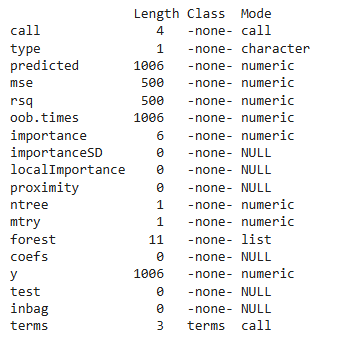 Length Class  Mode
call               4   -none- call
type               1   -none- character
predicted       1006   -none- numeric
mse              500   -none- numeric
rsq              500   -none- numeric
oob.times       1006   -none- numeric
importance         6   -none- numeric
importanceSD       0   -none- NULL
localImportance    0   -none- NULL
proximity          0   -none- NULL
ntree              1   -none- numeric
mtry               1   -none- numeric
forest            11   -none- list
coefs              0   -none- NULL
y               1006   -none- numeric
test               0   -none- NULL
inbag              0   -none- NULL
terms              3   terms  call